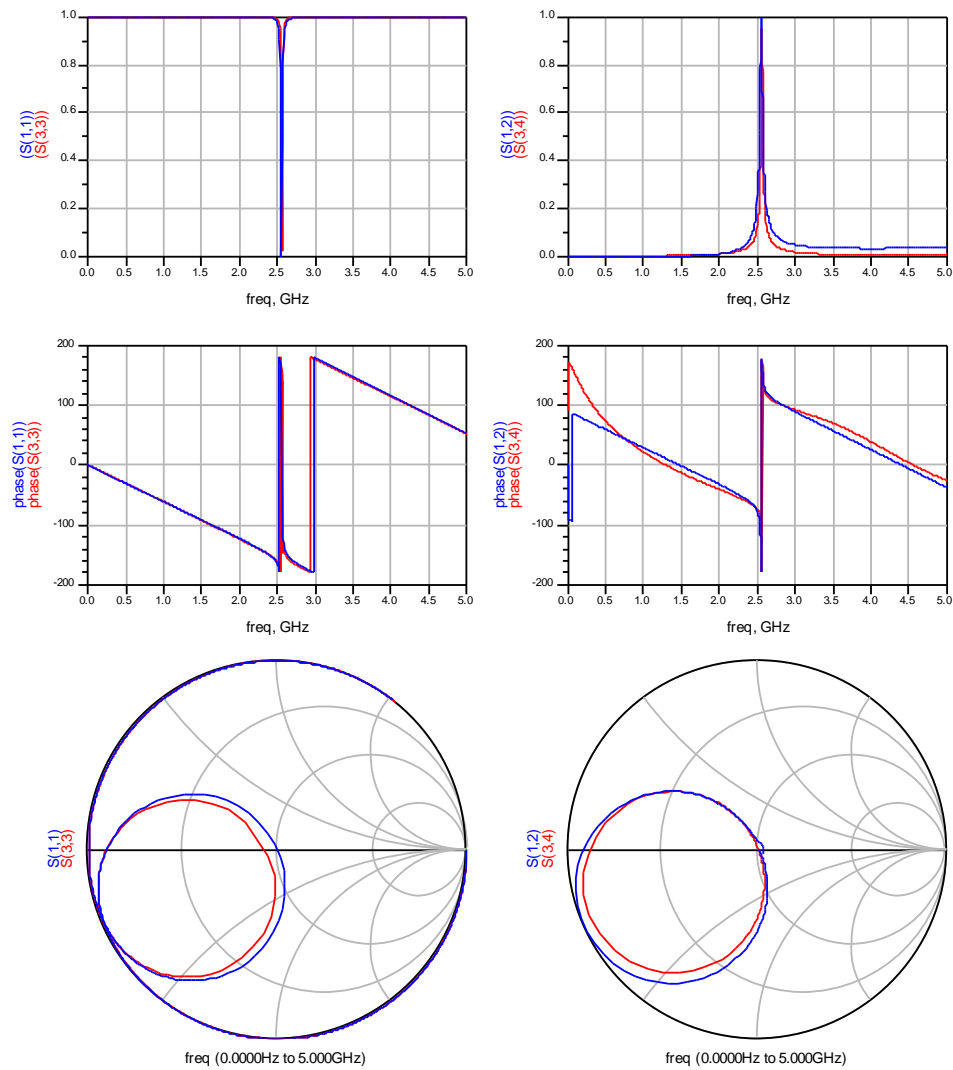 1.0
0.8
0.6
0.4
0.2
0.0
(S(1,1))
(S(3,3))
0.0 0.5 1.0 1.5 2.0 2.5 3.0 3.5 4.0 4.5 5.0
freq, GHz
1.0
0.8
0.6
0.4
0.2
0.0
(S(1,2))
(S(3,4))
0.0 0.5 1.0 1.5 2.0 2.5 3.0 3.5 4.0 4.5 5.0
freq, GHz
200
100
0
-100
-200
phase(S(1,1))
phase(S(3,3))
0.0 0.5 1.0 1.5 2.0 2.5 3.0 3.5 4.0 4.5 5.0
freq, GHz
200
100
0
-100
-200
phase(S(1,2))
phase(S(3,4))
0.0 0.5 1.0 1.5 2.0 2.5 3.0 3.5 4.0 4.5 5.0
freq, GHz
S(1,1)
S(3,3)
freq (0.0000Hz to 5.000GHz)
S(1,2)
S(3,4)
freq (0.0000Hz to 5.000GHz)